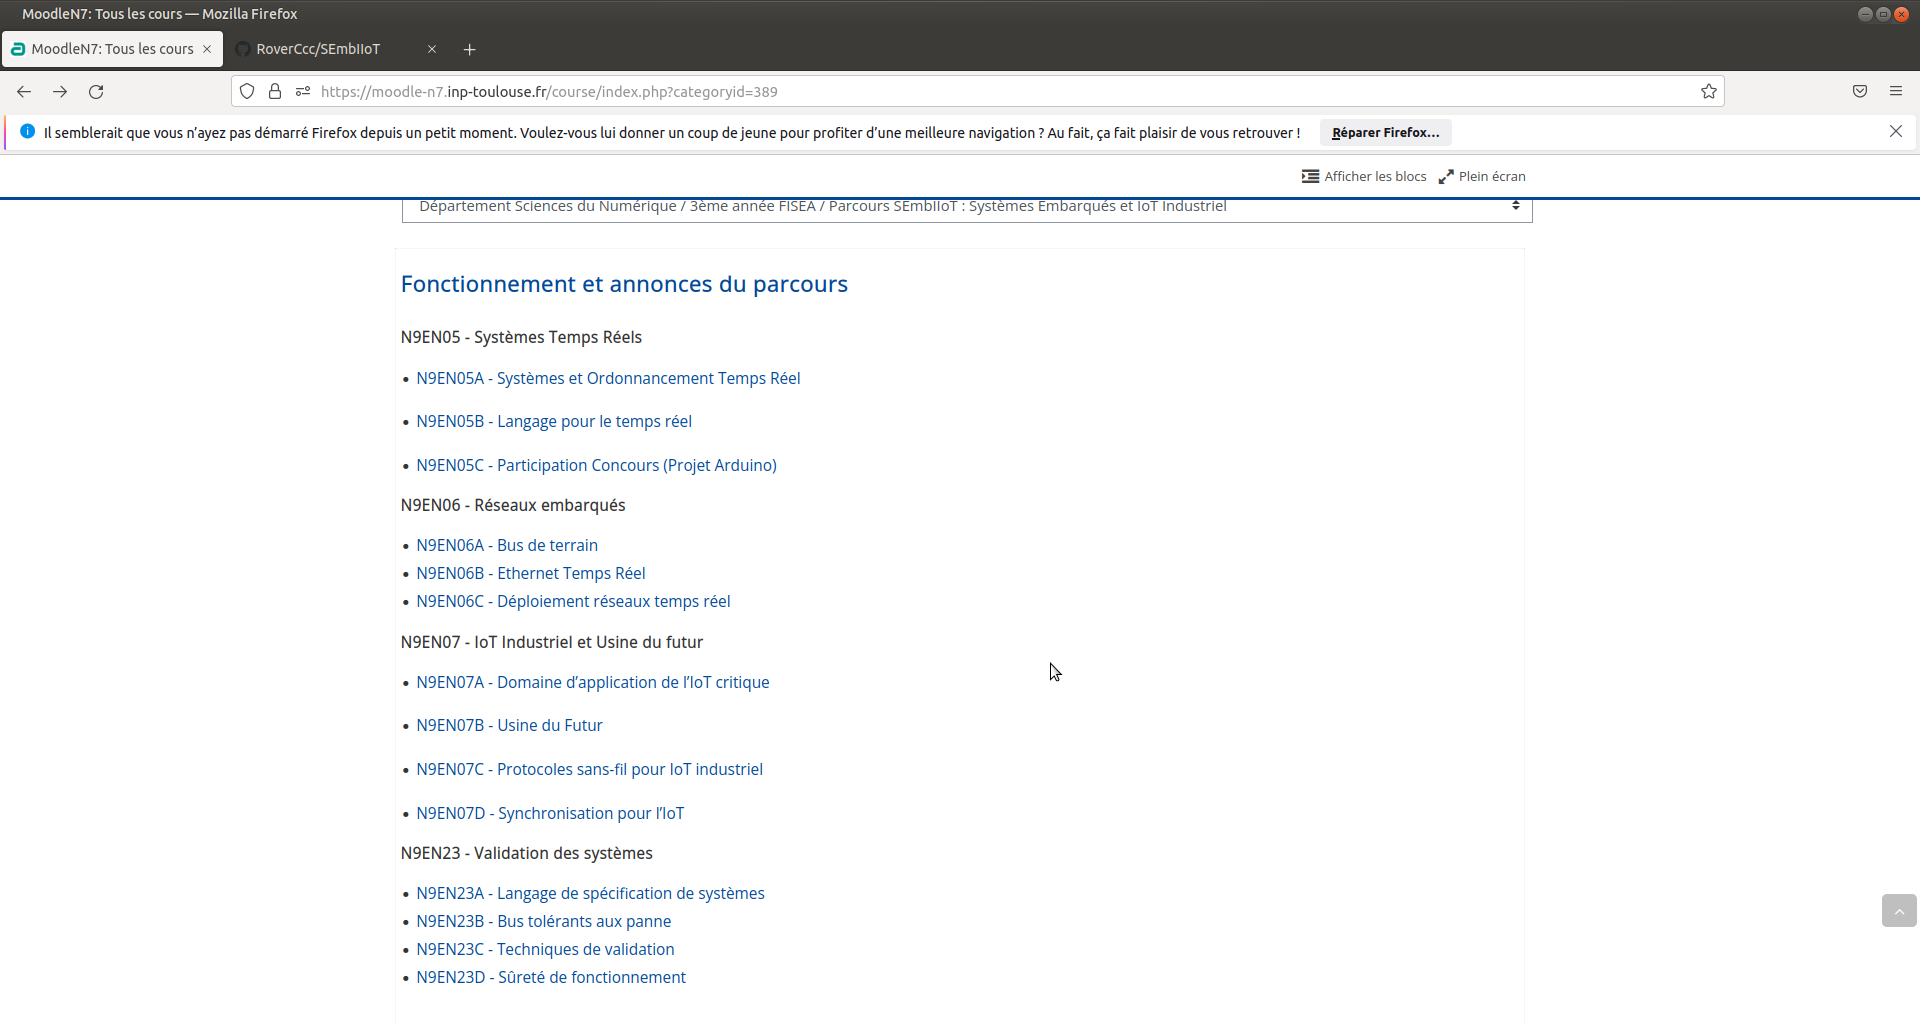 MoodleN7: Tous les cours — Mozilla Firefox
MoodleN7: Tous les cours
RoverCcc/SEmbIIoT
https://moodle-n7.inp-toulouse.fr/course/index.php?categoryid=389
Il semblerait que vous n’ayez pas démarré Firefox depuis un petit moment. Voulez-vous lui donner un coup de jeune pour profiter d’une meilleure navigation ? Au fait, ça fait plaisir de vous retrouver !
Réparer Firefox…
Afficher les blocs
Plein écran
Département Sciences du Numérique / 3ème année FISEA / Parcours SEmbIIoT : Systèmes Embarqués et IoT Industriel
Fonctionnement et annonces du parcours
N9EN05 - Systèmes Temps Réels
N9EN05A - Systèmes et Ordonnancement Temps Réel
N9EN05B - Langage pour le temps réel
N9EN05C - Participation Concours (Projet Arduino)
N9EN06 - Réseaux embarqués
N9EN06A - Bus de terrain
N9EN06B - Ethernet Temps Réel
N9EN06C - Déploiement réseaux temps réel
N9EN07 - IoT Industriel et Usine du futur
N9EN07A - Domaine d’application de l’IoT critique
N9EN07B - Usine du Futur
N9EN07C - Protocoles sans-fil pour IoT industriel
N9EN07D - Synchronisation pour l’IoT
N9EN23 - Validation des systèmes
N9EN23A - Langage de spécification de systèmes
N9EN23B - Bus tolérants aux panne
N9EN23C - Techniques de validation
N9EN23D - Sûreté de fonctionnement